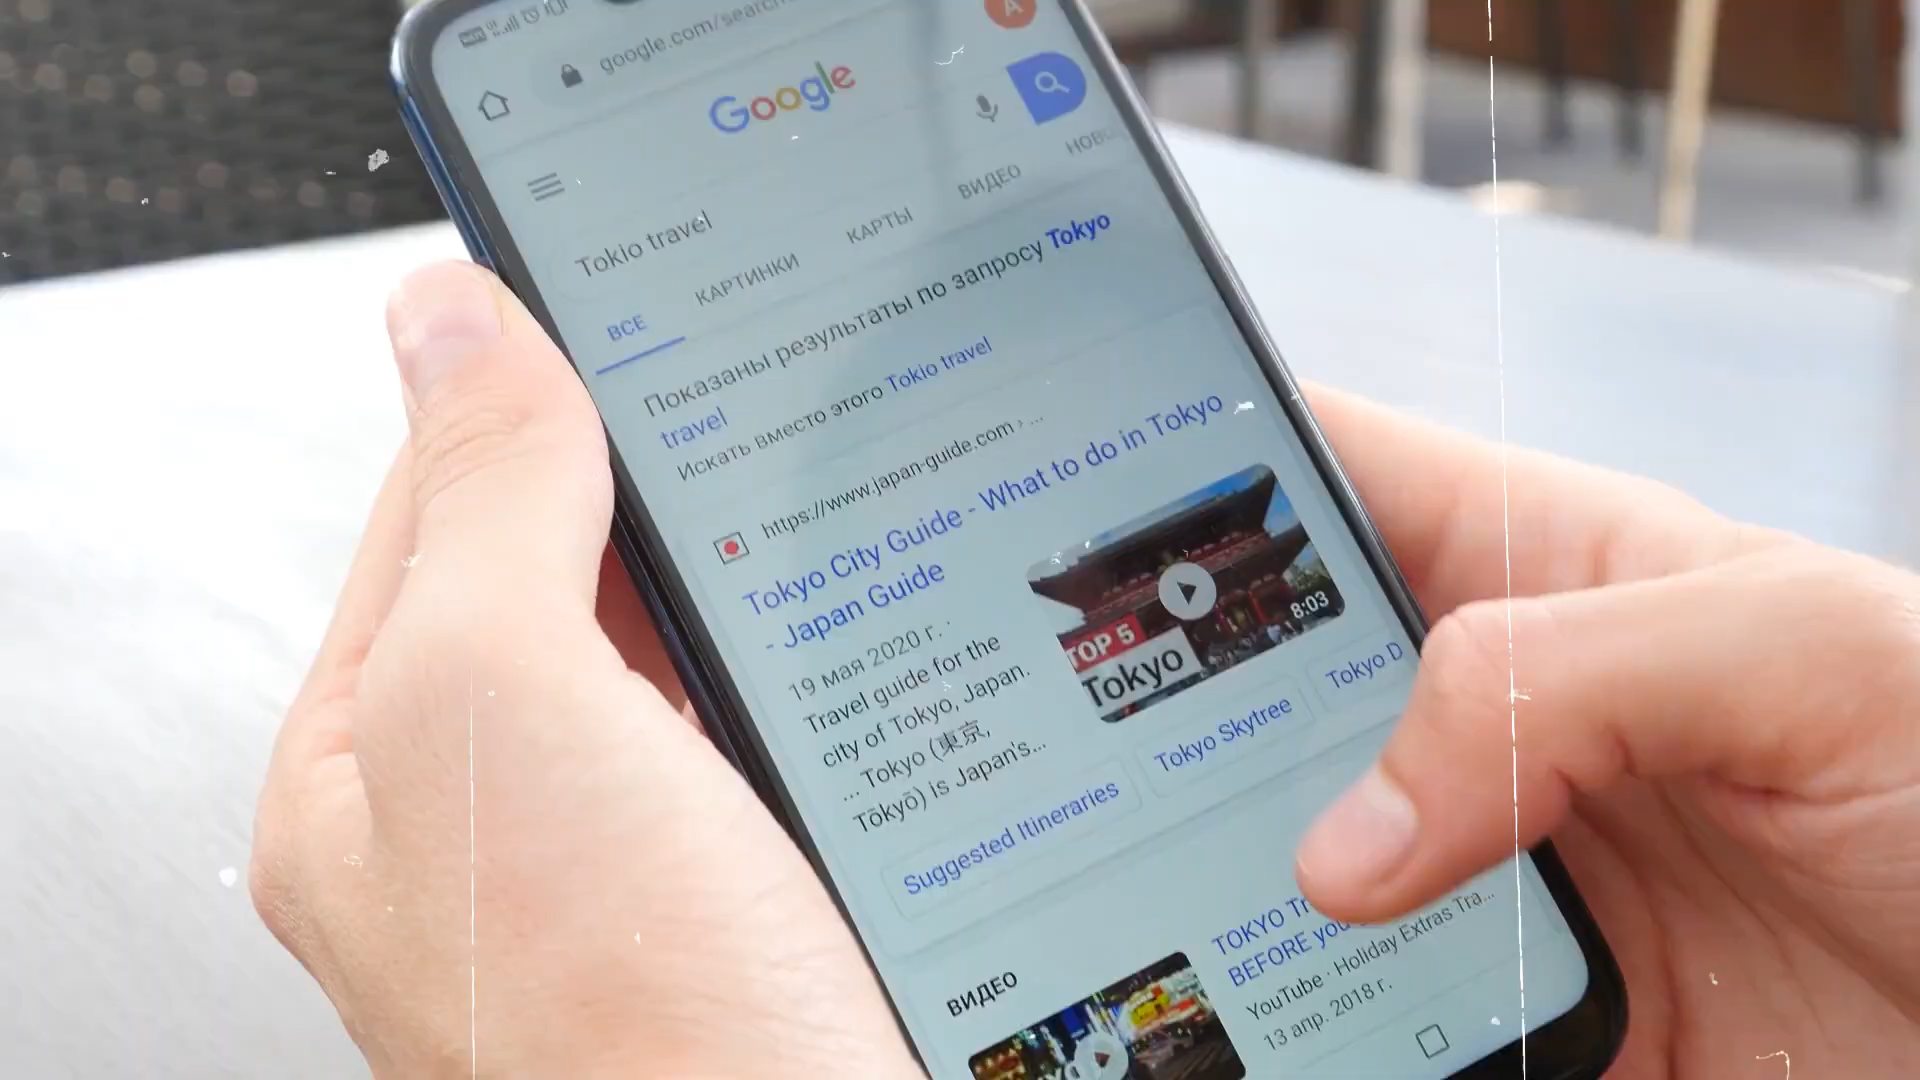 google.com/search
A
Google
Tokio travel
ВСЕ
КАРТИНКИ
КАРТЫ
ВИДЕО
Показаны результаты по запросу Tokyo
travel
Искать вместо этого Tokio travel
https://www.japan-guide.com › ...
Tokyo City Guide - What to do in Tokyo
- Japan Guide
19 мая 2020 г. ·
Travel guide for the
city of Tokyo, Japan.
... Tokyo (東京,
Tōkyō) is Japan's...
TOP 5
Tokyo
8:03
Suggested Itineraries
Tokyo Skytree
Tokyo D
ВИДЕО
TOKYO
BEFORE
YouTube · Holiday Extras Tra...
13 апр. 2018 г.